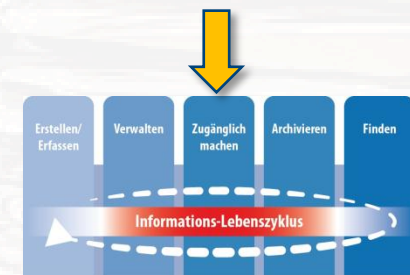 Erstellen/
Erfassen
Verwalten
Zugänglich
machen
Archivieren
Finden
Informations-Lebenszyklus